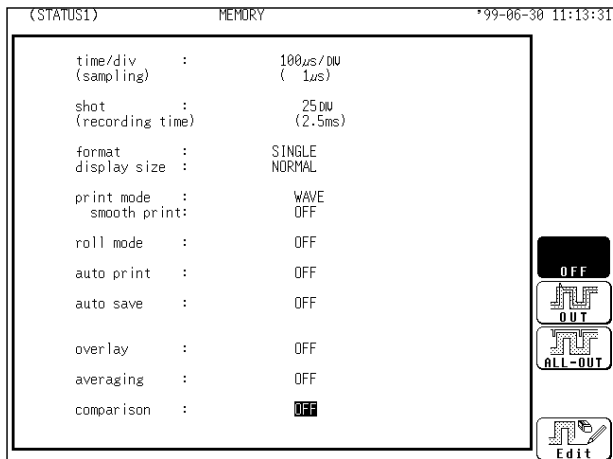 (STATUS1) MEMORY '99-06-30 11:13:31
time/div : 100µs/DIV
(sampling) ( 1µs)
shot : 25DIV
(recording time) (2.5ms)
format : SINGLE
display size : NORMAL
print mode : WAVE
smooth print: OFF
roll mode : OFF
auto print : OFF
auto save : OFF
overlay : OFF
averaging : OFF
comparison : OFF
OFF
OUT
ALL-OUT
Edit